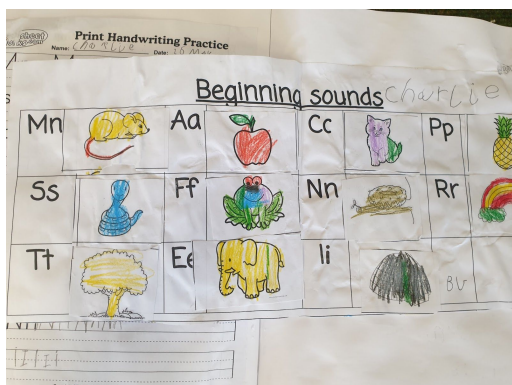 Print Handwriting Practice
Name: Charlie Date:
Beginning sounds Charlie
Mm Aa Cc Pp
Ss Ff Nn Rr
Tt Ee Ii